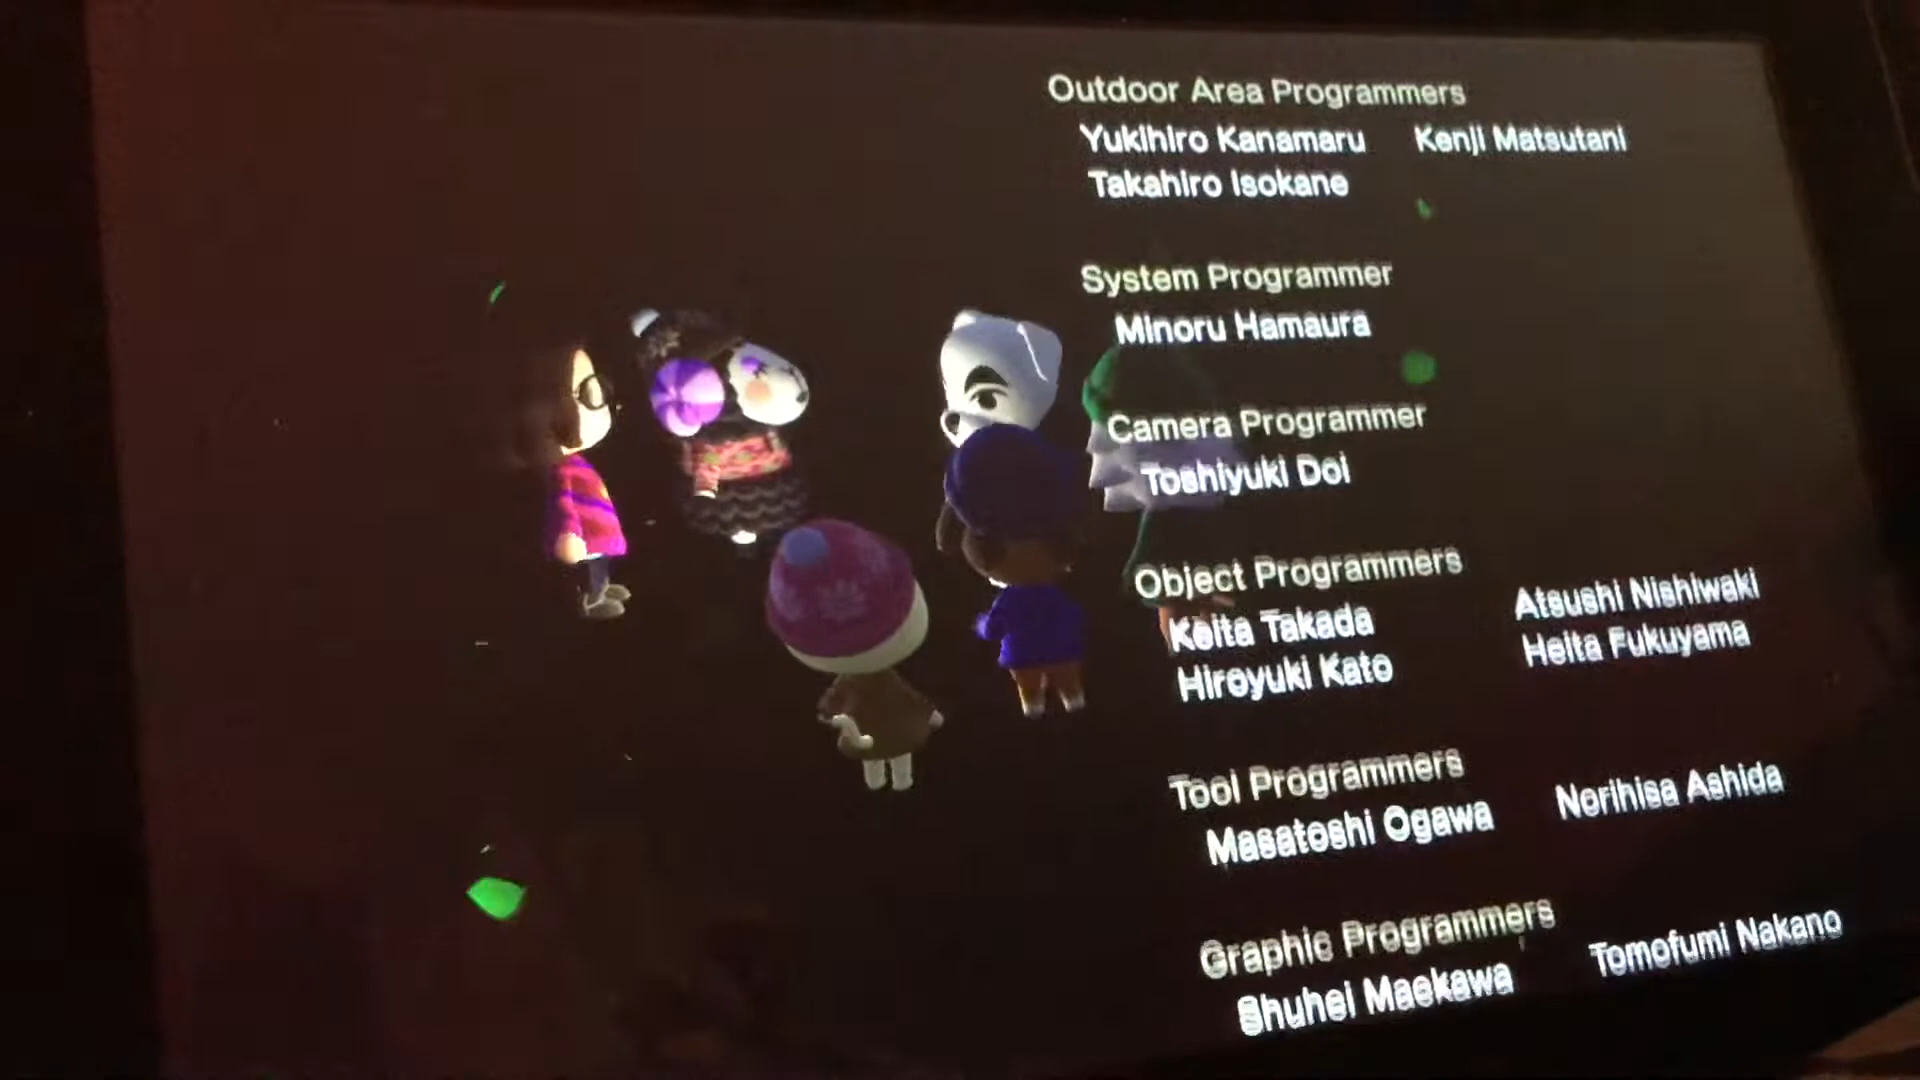 Outdoor Area Programmers
Yukihiro Kanamaru Kenji Matsutani
Takahiro Isokane
System Programmer
Minoru Hamaura
Camera Programmer
Toshiyuki Doi
Object Programmers
Keita Takada Atsushi Nishiwaki
Hiroyuki Kato Heita Fukuyama
Tool Programmers
Masatoshi Ogawa Norihisa Ashida
Graphic Programmers
Shuhei Maekawa Tomofumi Nakano